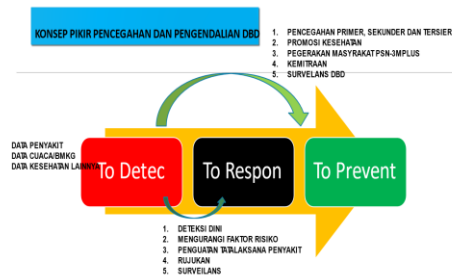 KONSEP PIKIR PENCEGAHAN DAN PENGENDALIAN DBD
1. PENCEGAHAN PRIMER, SEKUNDER DAN TERSIER
2. PROMOSI KESEHATAN
3. PEGERAKAN MASYRAKAT PSN-3MPLUS
4. KEMITRAAN
5. SURVELANS DBD
DATA PENYAKIT
DATA CUACA/BMKG
DATA KESEHATAN LAINNYA
To Detec
To Respon
To Prevent
1. DETEKSI DINI
2. MENGURANGI FAKTOR RISIKO
3. PENGUATAN TATALAKSANA PENYAKIT
4. RUJUKAN
5. SURVEILANS